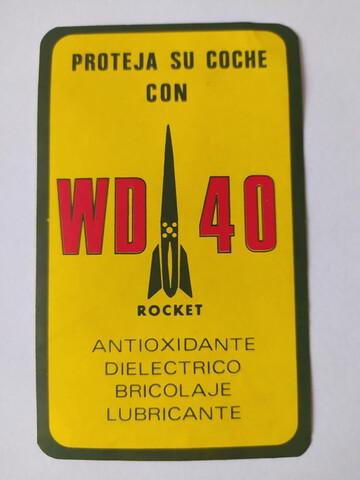 PROTEJA SU COCHE
CON
WD 40
ROCKET
ANTIOXIDANTE
DIELECTRICO
BRICOLAJE
LUBRICANTE